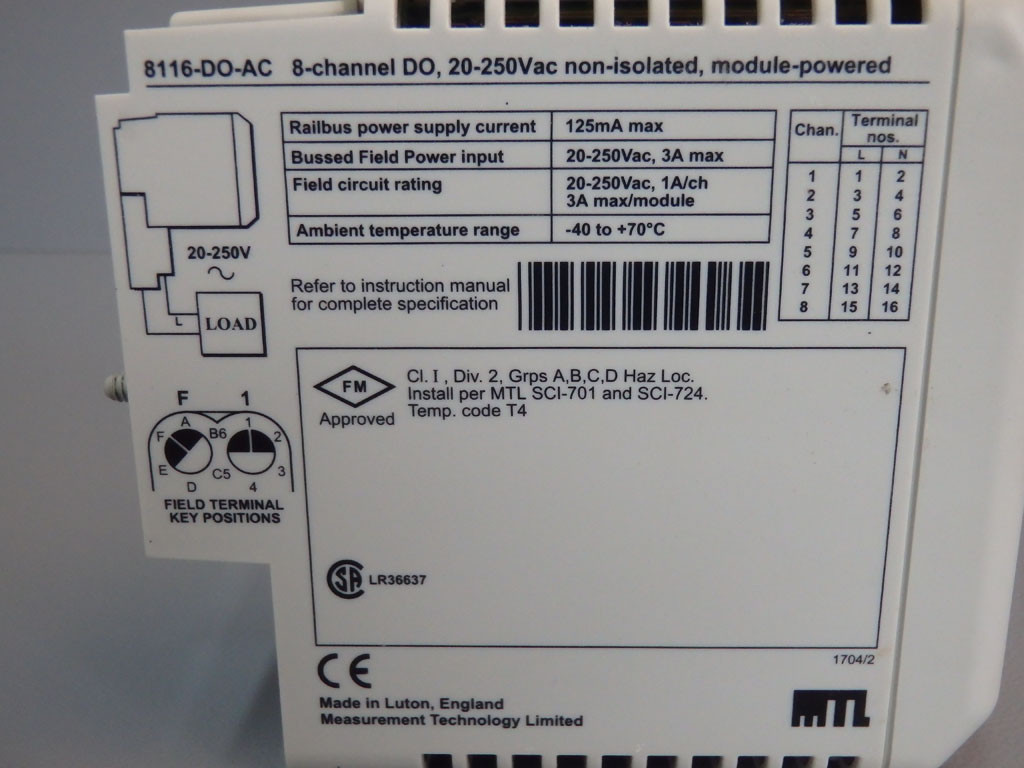 8116-DO-AC 8-channel DO, 20-250Vac non-isolated, module-powered
Railbus power supply current 125mA max
Bussed Field Power input 20-250Vac, 3A max
Field circuit rating 20-250Vac, 1A/ch
3A max/module
Ambient temperature range -40 to +70°C
Chan. Terminal nos.
L N
1 1 2
2 3 4
3 5 6
4 7 8
5 9 10
6 11 12
7 13 14
8 15 16
20-250V
L
LOAD
Refer to instruction manual
for complete specification
F 1
A B6 1
F 2
E C5 3
D 4
FIELD TERMINAL
KEY POSITIONS
FM
Approved
Cl. I , Div. 2, Grps A,B,C,D Haz Loc.
Install per MTL SCI-701 and SCI-724.
Temp. code T4
SA LR36637
CE
1704/2
Made in Luton, England
Measurement Technology Limited
MTL